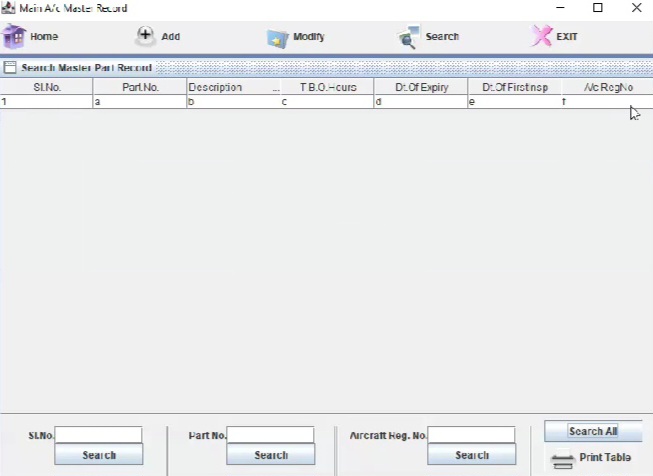 Main A/c Master Record
Home Add Modify Search EXIT
Search Master Part Record
Sl.No. Part.No. Description ... T.B.O.Hours Dt.Of Expiry Dt.Of FirstInsp A/c RegNo
1 a b c d e f
Sl.No. Part No. Aircraft Reg. No. Search All
Search Search Search Print Table